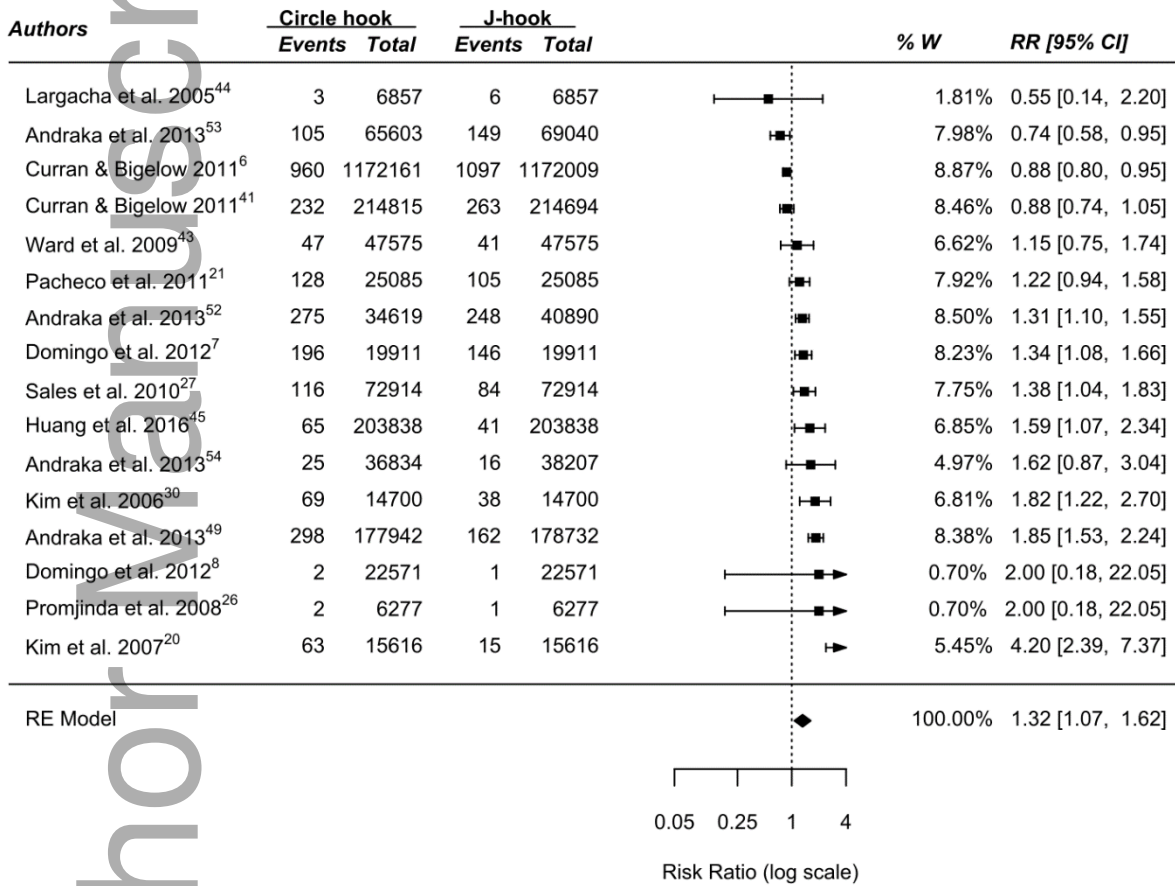 Authors Circle hook J-hook
Events Total Events Total % W RR [95% CI]
Largacha et al. 2005⁴⁴ 3 6857 6 6857 1.81% 0.55 [0.14, 2.20]
Andraka et al. 2013⁵³ 105 65603 149 69040 7.98% 0.74 [0.58, 0.95]
Curran & Bigelow 2011⁶ 960 1172161 1097 1172009 8.87% 0.88 [0.80, 0.95]
Curran & Bigelow 2011⁴¹ 232 214815 263 214694 8.46% 0.88 [0.74, 1.05]
Ward et al. 2009⁴³ 47 47575 41 47575 6.62% 1.15 [0.75, 1.74]
Pacheco et al. 2011²¹ 128 25085 105 25085 7.92% 1.22 [0.94, 1.58]
Andraka et al. 2013⁵² 275 34619 248 40890 8.50% 1.31 [1.10, 1.55]
Domingo et al. 2012⁷ 196 19911 146 19911 8.23% 1.34 [1.08, 1.66]
Sales et al. 2010²⁷ 116 72914 84 72914 7.75% 1.38 [1.04, 1.83]
Huang et al. 2016⁴⁵ 65 203838 41 203838 6.85% 1.59 [1.07, 2.34]
Andraka et al. 2013⁵⁴ 25 36834 16 38207 4.97% 1.62 [0.87, 3.04]
Kim et al. 2006³⁰ 69 14700 38 14700 6.81% 1.82 [1.22, 2.70]
Andraka et al. 2013⁴⁹ 298 177942 162 178732 8.38% 1.85 [1.53, 2.24]
Domingo et al. 2012⁸ 2 22571 1 22571 0.70% 2.00 [0.18, 22.05]
Promjinda et al. 2008²⁶ 2 6277 1 6277 0.70% 2.00 [0.18, 22.05]
Kim et al. 2007²⁰ 63 15616 15 15616 5.45% 4.20 [2.39, 7.37]
RE Model 100.00% 1.32 [1.07, 1.62]
0.05 0.25 1 4
Risk Ratio (log scale)
hor Manuscr